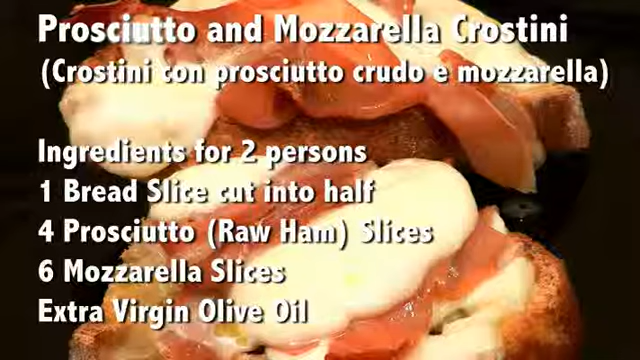 Prosciutto and Mozzarella Crostini
(Crostini con prosciutto crudo e mozzarella)
Ingredients for 2 persons
1 Bread Slice cut into half
4 Prosciutto (Raw Ham) Slices
6 Mozzarella Slices
Extra Virgin Olive Oil